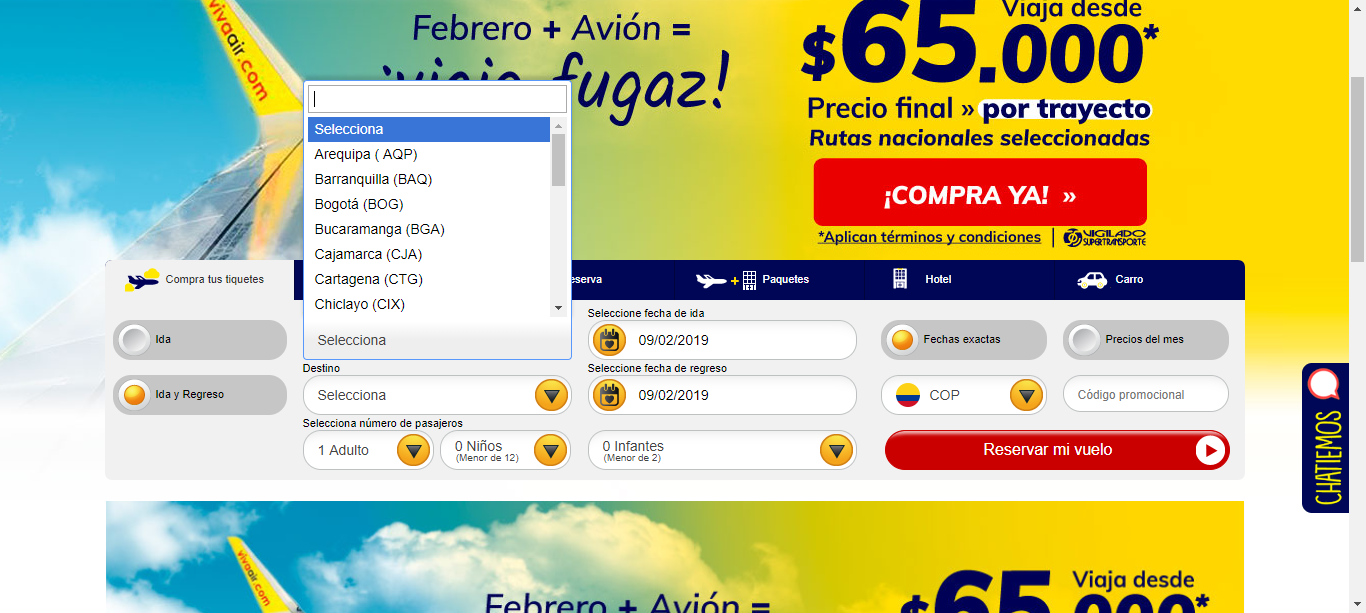 vivaair.com
Febrero + Avión =
fugaz!
Viaja desde
$65.000*
Precio final » por trayecto
Rutas nacionales seleccionadas
¡COMPRA YA! »
*Aplican términos y condiciones | VIGILADO
SUPERTRANSPORTE
Selecciona
Arequipa ( AQP)
Barranquilla (BAQ)
Bogotá (BOG)
Bucaramanga (BGA)
Cajamarca (CJA)
Cartagena (CTG)
Chiclayo (CIX)
Selecciona
Compra tus tiquetes
Paquetes
Hotel
Carro
Ida
Ida y Regreso
Destino
Selecciona
Selecciona número de pasajeros
1 Adulto
0 Niños
(Menor de 12)
Seleccione fecha de ida
09/02/2019
Seleccione fecha de regreso
09/02/2019
0 Infantes
(Menor de 2)
Fechas exactas
Precios del mes
COP
Código promocional
Reservar mi vuelo
CHATIEMOS
vivaair.com
Febrero + Avión =
Viaja desde
$65.000*